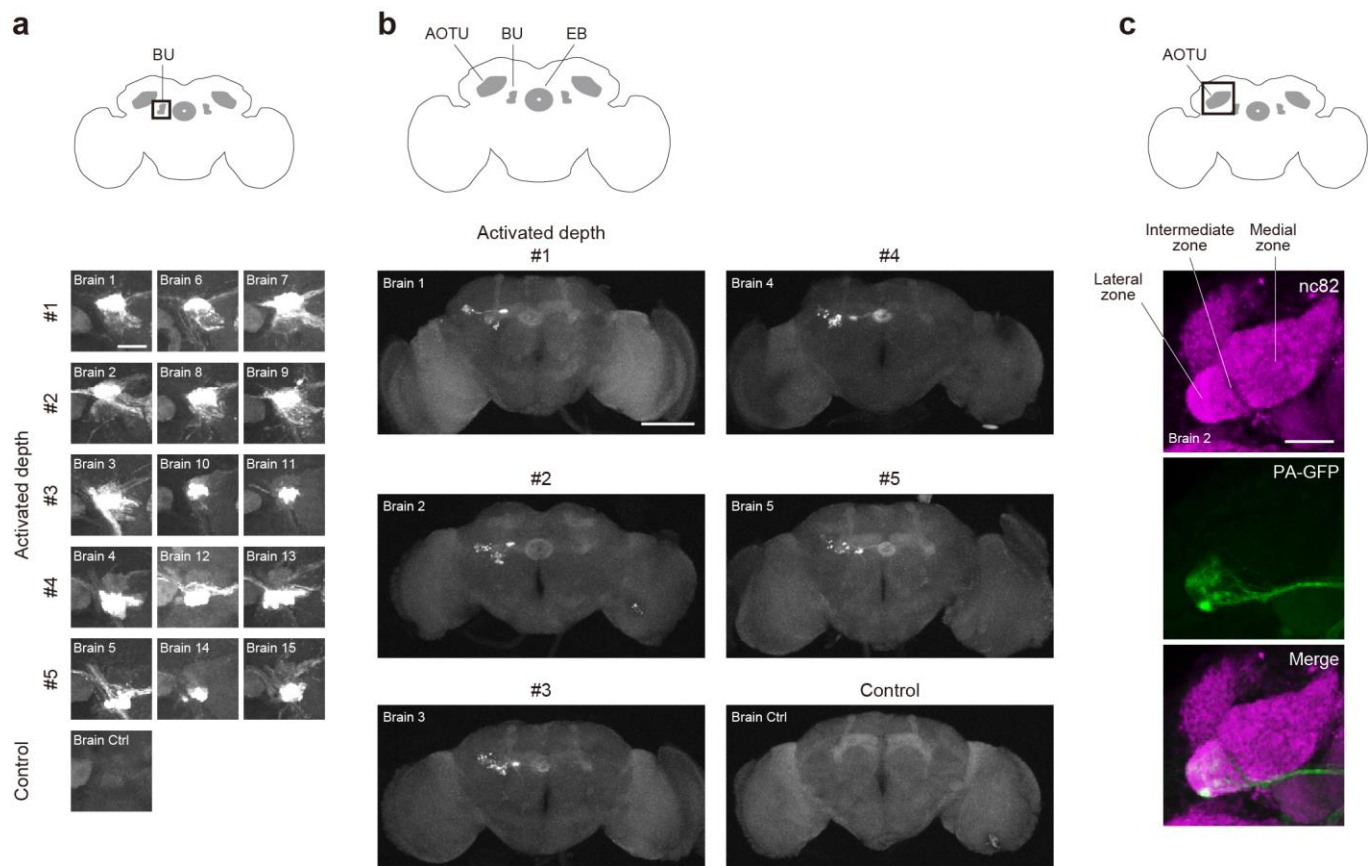 a
BU
Activated depth
#1
Brain 1
Brain 6
Brain 7
#2
Brain 2
Brain 8
Brain 9
#3
Brain 3
Brain 10
Brain 11
#4
Brain 4
Brain 12
Brain 13
#5
Brain 5
Brain 14
Brain 15
Control
Brain Ctrl
b
AOTU
BU
EB
Activated depth
#1
Brain 1
#4
Brain 4
#2
Brain 2
#5
Brain 5
#3
Brain 3
Control
Brain Ctrl
c
AOTU
Intermediate
zone
Medial
zone
Lateral
zone
nc82
Brain 2
PA-GFP
Merge